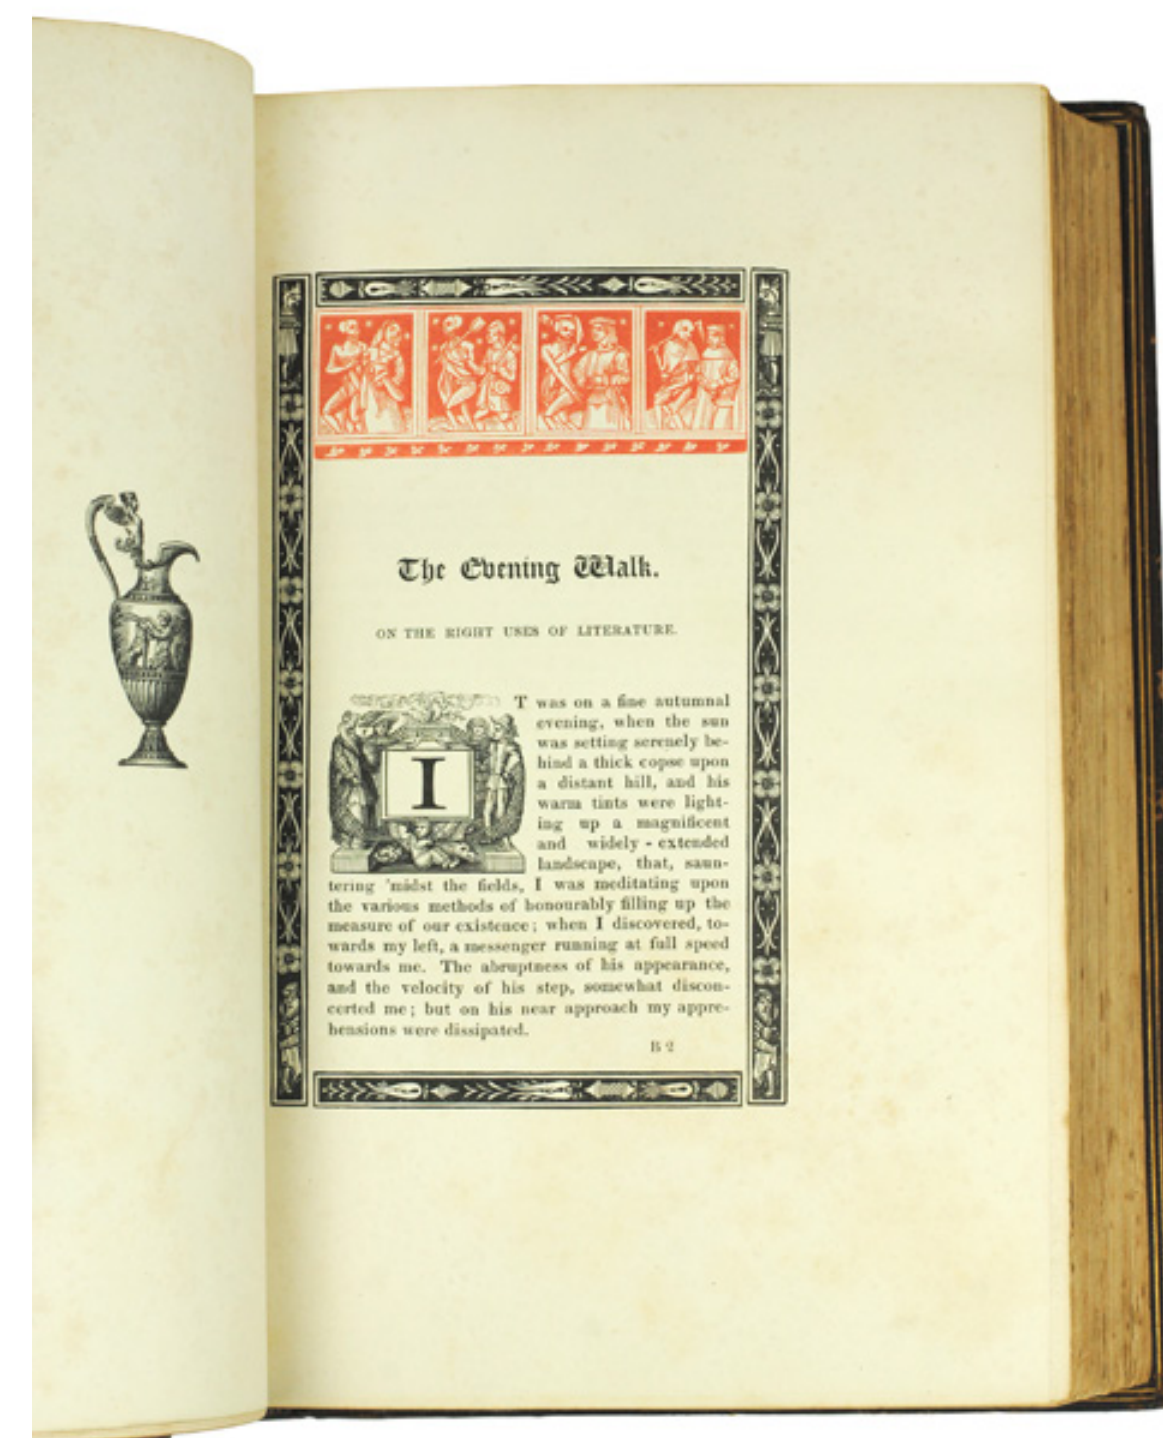 The Evening Walk.
ON THE RIGHT USES OF LITERATURE.
IT was on a fine autumnal
evening, when the sun
was setting serenely be-
hind a thick copse upon
a distant hill, and his
warm tints were light-
ing up a magnificent
and widely-extended
landscape, that, saun-
tering 'midst the fields, I was meditating upon
the various methods of honourably filling up the
measure of our existence; when I discovered, to-
wards my left, a messenger running at full speed
towards me. The abruptness of his appearance,
and the velocity of his step, somewhat discon-
certed me; but on his near approach my appre-
hensions were dissipated.
B 2